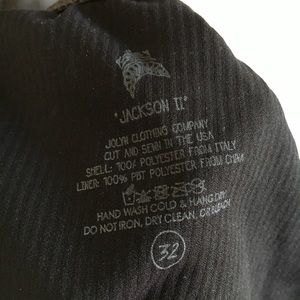 "JACKSON II"
JOLYN CLOTHING COMPANY
CUT AND SEWN IN THE USA
SHELL: 100% POLYESTER FROM ITALY
LINER: 100% PBT POLYESTER FROM CHINA
HAND WASH COLD & HANG DRY
DO NOT IRON, DRY CLEAN, OR BLEACH
32